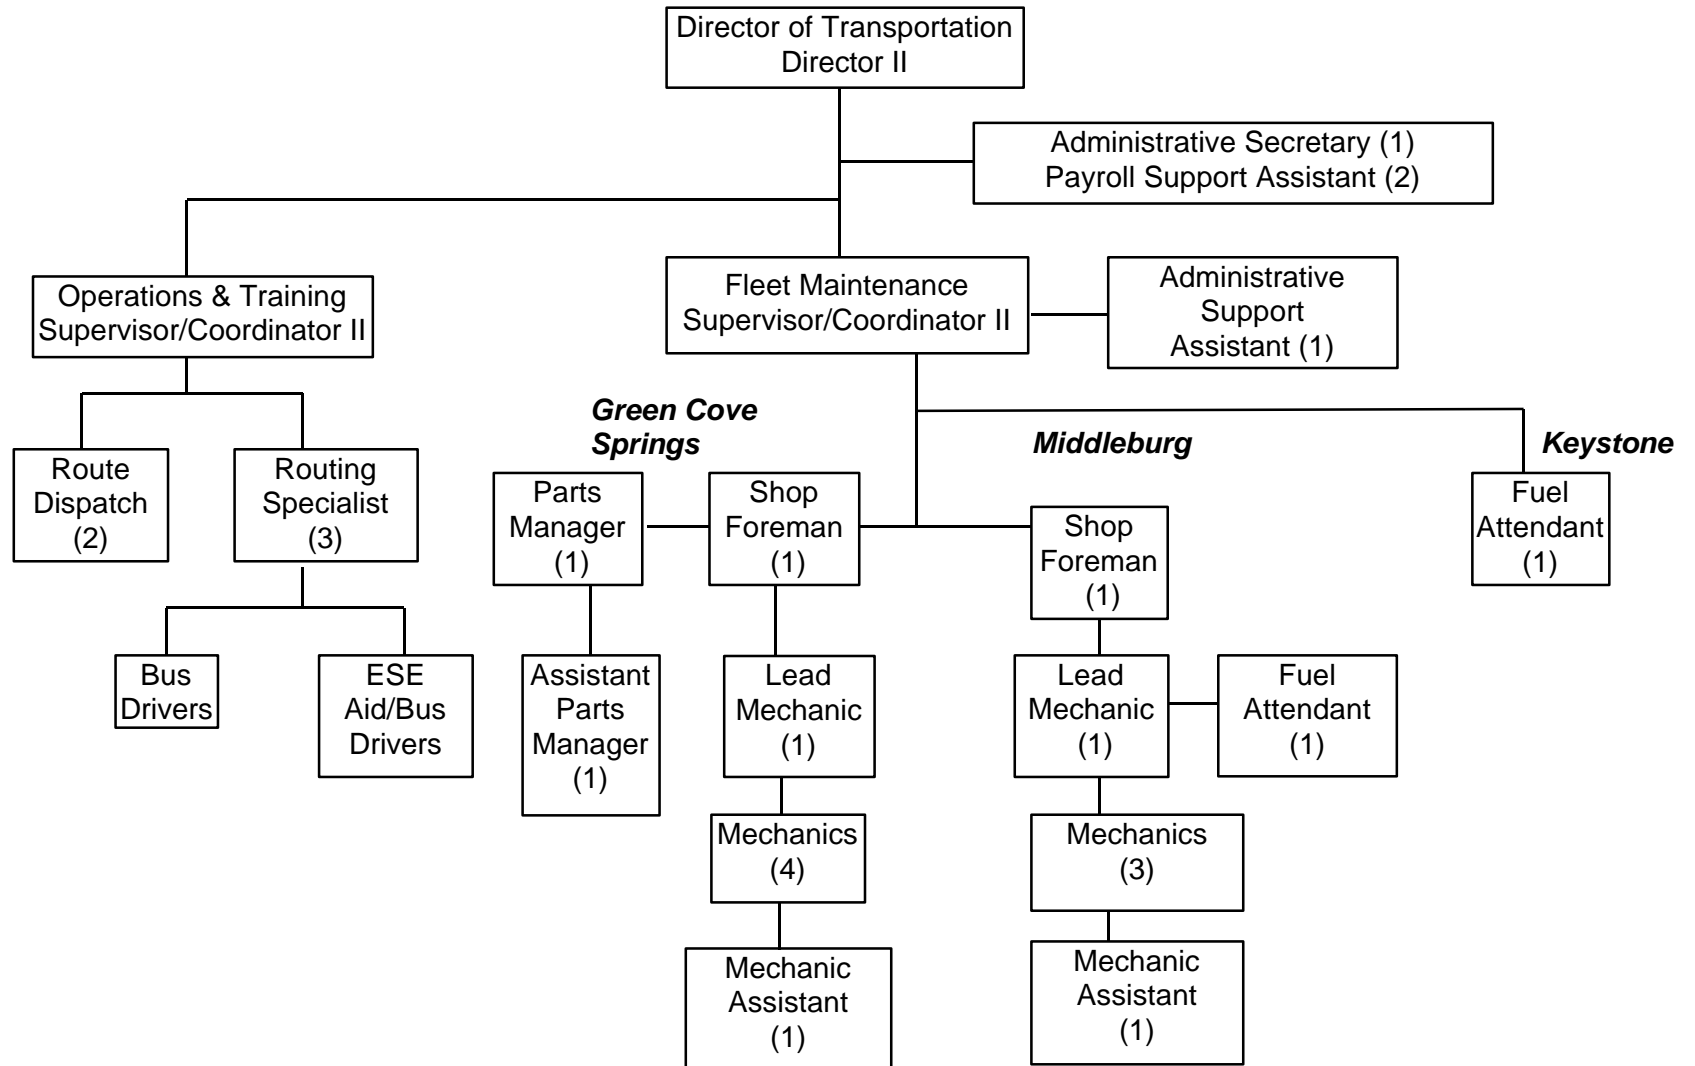 Director of Transportation
Director II
Administrative Secretary (1)
Payroll Support Assistant (2)
Operations & Training
Supervisor/Coordinator II
Fleet Maintenance
Supervisor/Coordinator II
Administrative
Support
Assistant (1)
Green Cove
Springs
Middleburg
Keystone
Route
Dispatch
(2)
Routing
Specialist
(3)
Parts
Manager
(1)
Shop
Foreman
(1)
Shop
Foreman
(1)
Fuel
Attendant
(1)
Bus
Drivers
ESE
Aid/Bus
Drivers
Assistant
Parts
Manager
(1)
Lead
Mechanic
(1)
Lead
Mechanic
(1)
Fuel
Attendant
(1)
Mechanics
(4)
Mechanics
(3)
Mechanic
Assistant
(1)
Mechanic
Assistant
(1)